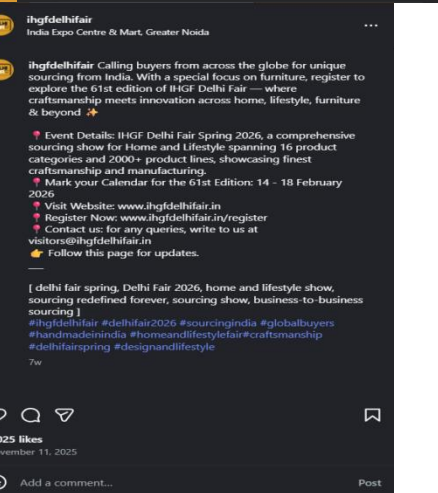 ihgfdelhifair
India Expo Centre & Mart, Greater Noida
ihgfdelhifair Calling buyers from across the globe for unique
sourcing from India. With a special focus on furniture, register to
explore the 61st edition of IHGF Delhi Fair — where
craftsmanship meets innovation across home, lifestyle, furniture
& beyond ✨
📍 Event Details: IHGF Delhi Fair Spring 2026, a comprehensive
sourcing show for Home and Lifestyle spanning 16 product
categories and 2000+ product lines, showcasing finest
craftsmanship and manufacturing.
📍 Mark your Calendar for the 61st Edition: 14 - 18 February
2026
📍 Visit Website: www.ihgfdelhifair.in
📍 Register Now: www.ihgfdelhifair.in/register
📍 Contact us: for any queries, write to us at
visitors@ihgfdelhifair.in
👉 Follow this page for updates.
—
[ delhi fair spring, Delhi Fair 2026, home and lifestyle show,
sourcing redefined forever, sourcing show, business-to-business
sourcing ]
#ihgfdelhifair #delhifair2026 #sourcingindia #globalbuyers
#handmadeinindia #homeandlifestylefair#craftsmanship
#delhifairspring #designandlifestyle
7w
025 likes
vember 11, 2025
Add a comment...
Post